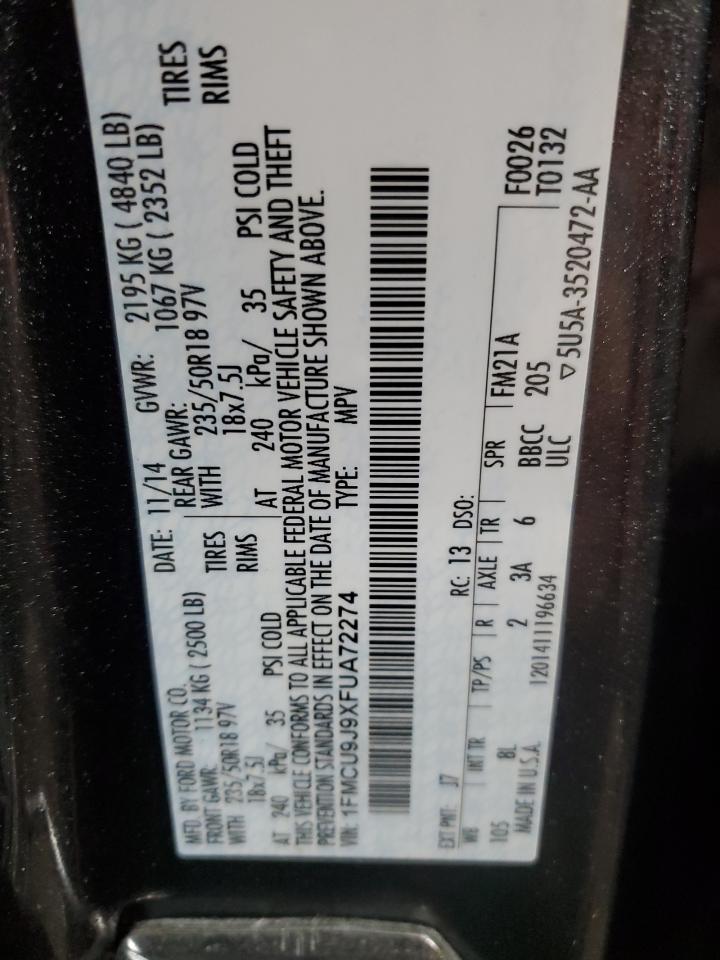 MFD. BY FORD MOTOR CO.
DATE: 11/14 GVWR: 2195 KG ( 4840 LB)
FRONT GAWR: 1134 KG ( 2500 LB) REAR GAWR: 1067 KG ( 2352 LB)
WITH 235/50R18 97V TIRES WITH 235/50R18 97V TIRES
18x7.5J RIMS 18x7.5J RIMS
AT 240 kPa/ 35 PSI COLD AT 240 kPa/ 35 PSI COLD
THIS VEHICLE CONFORMS TO ALL APPLICABLE FEDERAL MOTOR VEHICLE SAFETY AND THEFT
PREVENTION STANDARDS IN EFFECT ON THE DATE OF MANUFACTURE SHOWN ABOVE.
VIN: 1FMCU9J9XFUA72274 TYPE: MPV
EXT PNT: J7 RC: 13 DSO:
WB INT TR TP/PS R AXLE TR SPR FM21A F0026
105 8L 2 3A 6 BBCC 205 T0132
MADE IN U.S.A. 1201411196634 ULC ▽5U5A-3520472-AA